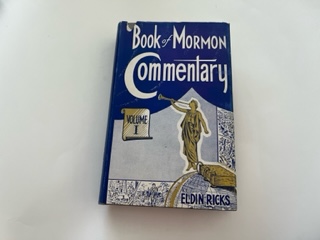 Book of Mormon
Commentary
VOLUME
I
ELDIN RICKS